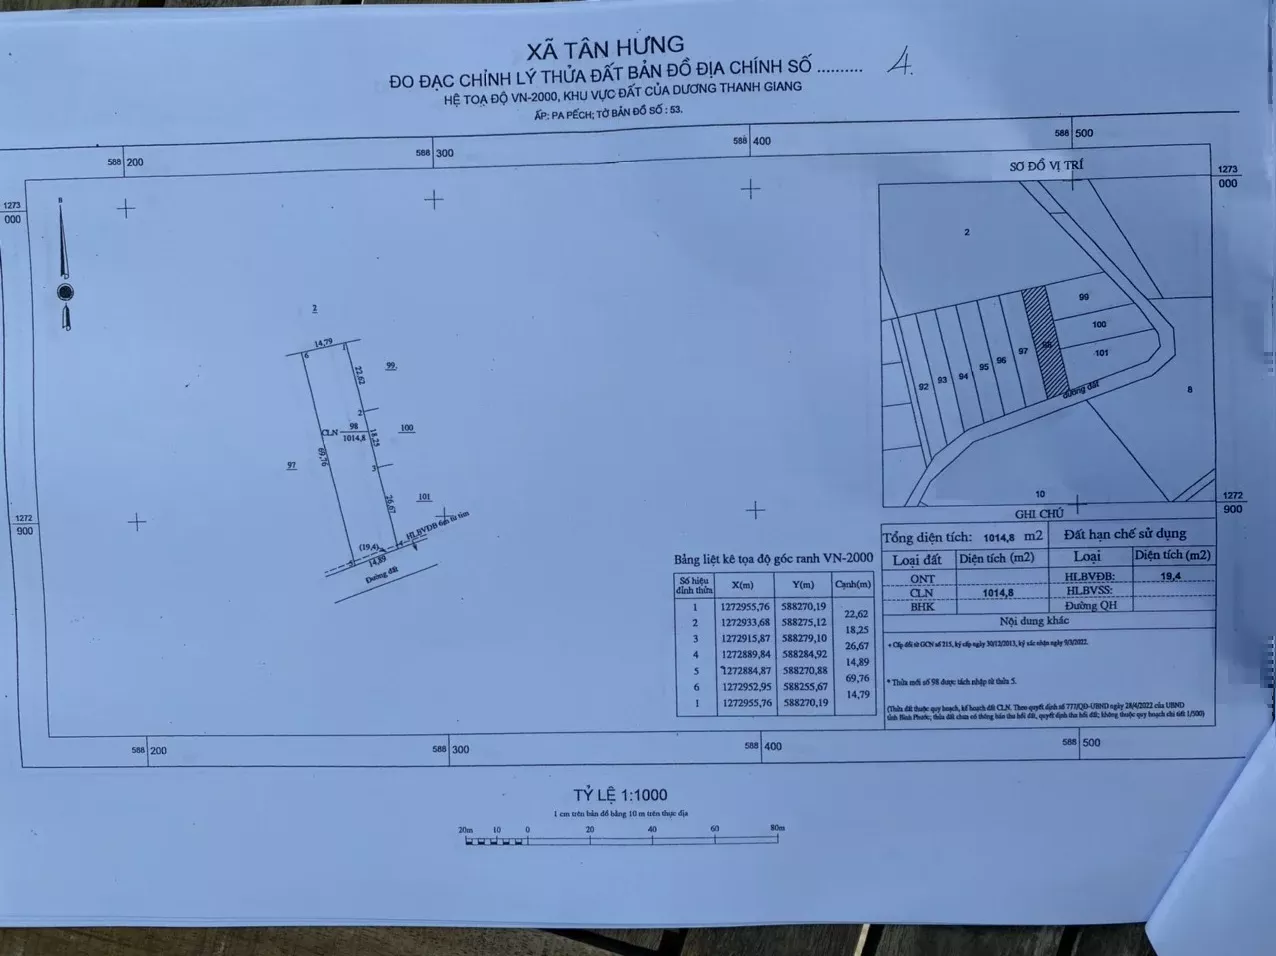 XÃ TÂN HƯNG
ĐO ĐẠC CHỈNH LÝ THỬA ĐẤT BẢN ĐỒ ĐỊA CHÍNH SỐ .......... 4.
HỆ TOẠ ĐỘ VN-2000, KHU VỰC ĐẤT CỦA DƯƠNG THANH GIANG
ẤP: PA PẾCH; TỜ BẢN ĐỒ SỐ : 53.
588 200
588 300
588 400
588 500
1273
000
1273
000
SƠ ĐỒ VỊ TRÍ
B
2
99
100
101
97
98
96
95
94
93
92
đường đất
8
10
2
14,79
6
1
22,62
99
2
CLN 98
1014,8
18,25
100
97
69,76
3
26,67
101
HLBVĐB 6m từ tim
(19,4)
4
5
14,89
Đường đất
1272
900
1272
900
Bảng liệt kê tọa độ góc ranh VN-2000
Số hiệu đỉnh thửa X(m) Y(m) Cạnh(m)
1 1272955,76 588270,19
22,62
2 1272933,68 588275,12
18,25
3 1272915,87 588279,10
26,67
4 1272889,84 588284,92
14,89
5 1272884,87 588270,88
69,76
6 1272952,95 588255,67
14,79
1 1272955,76 588270,19
GHI CHÚ
Tổng diện tích: 1014,8 m2 Đất hạn chế sử dụng
Loại đất Diện tích (m2) Loại Diện tích (m2)
ONT HLBVĐB: 19,4
CLN 1014,8 HLBVSS:
BHK Đường QH
Nội dung khác
+ Cấp đổi từ GCN số 215, ký cấp ngày 30/12/2013, ký xác nhận ngày 9/3/2022.
* Thửa mới số 98 được tách nhập từ thửa 5.
(Thửa đất thuộc quy hoạch, kế hoạch đất CLN. Theo quyết định số 777/QĐ-UBND ngày 28/4/2022 của UBND
tỉnh Bình Phước; thửa đất chưa có thông báo thu hồi đất, quyết định thu hồi đất; không thuộc quy hoạch chi tiết 1/500)
588 200
588 300
588 400
588 500
TỶ LỆ 1:1000
1 cm trên bản đồ bằng 10 m trên thực địa
20m 10 0 20 40 60 80m